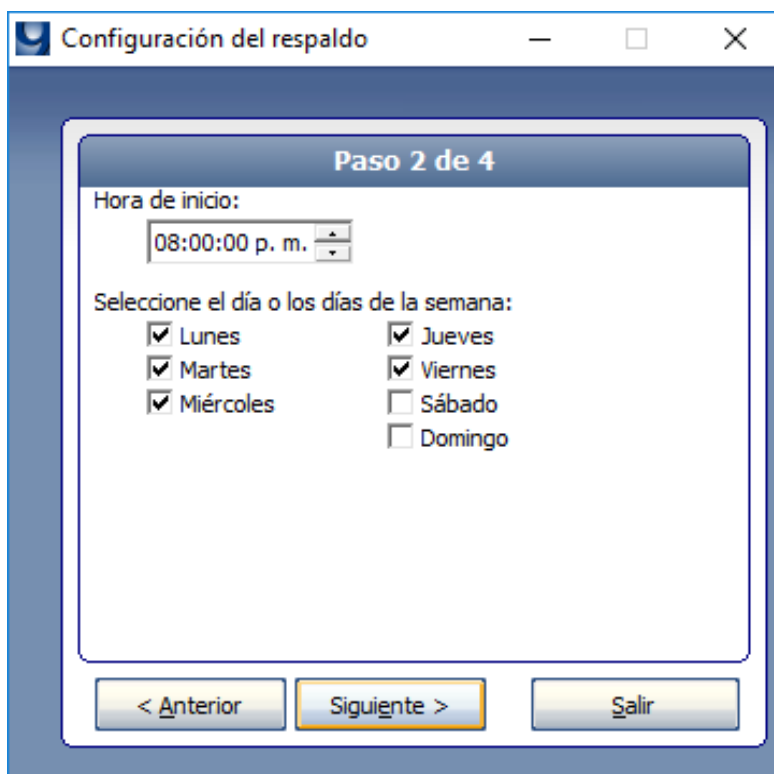 Configuración del respaldo
Paso 2 de 4
Hora de inicio:
08:00:00 p. m.
Seleccione el día o los días de la semana:
Lunes Jueves
Martes Viernes
Miércoles Sábado
Domingo
< Anterior Siguiente > Salir